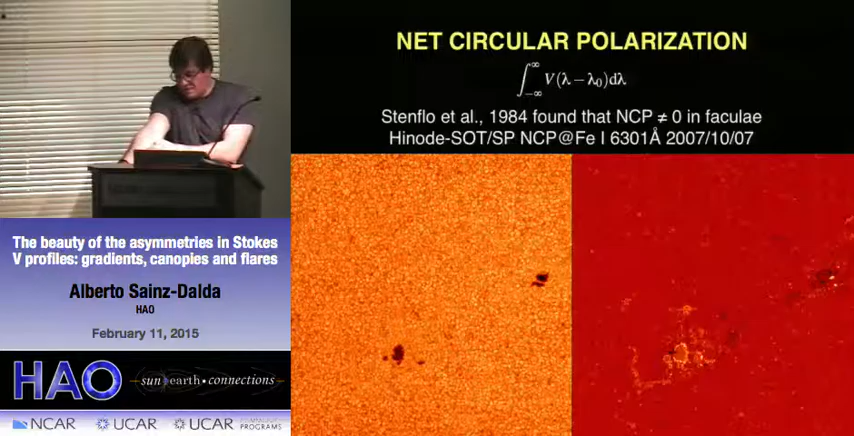 NET CIRCULAR POLARIZATION
∫_{-∞}^{∞} V(λ − λ₀)dλ
Stenflo et al., 1984 found that NCP ≠ 0 in faculae
Hinode-SOT/SP NCP@Fe I 6301Å 2007/10/07
The beauty of the asymmetries in Stokes
V profiles: gradients, canopies and flares
Alberto Sainz-Dalda
HAO
February 11, 2015
HAO
sun earth • connections
NCAR
UCAR
UCAR
PROGRAMS